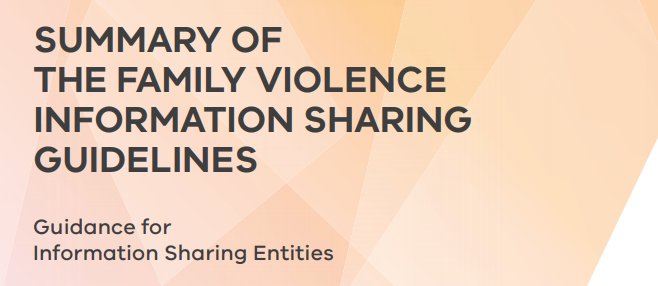 SUMMARY OF
THE FAMILY VIOLENCE
INFORMATION SHARING
GUIDELINES
Guidance for
Information Sharing Entities